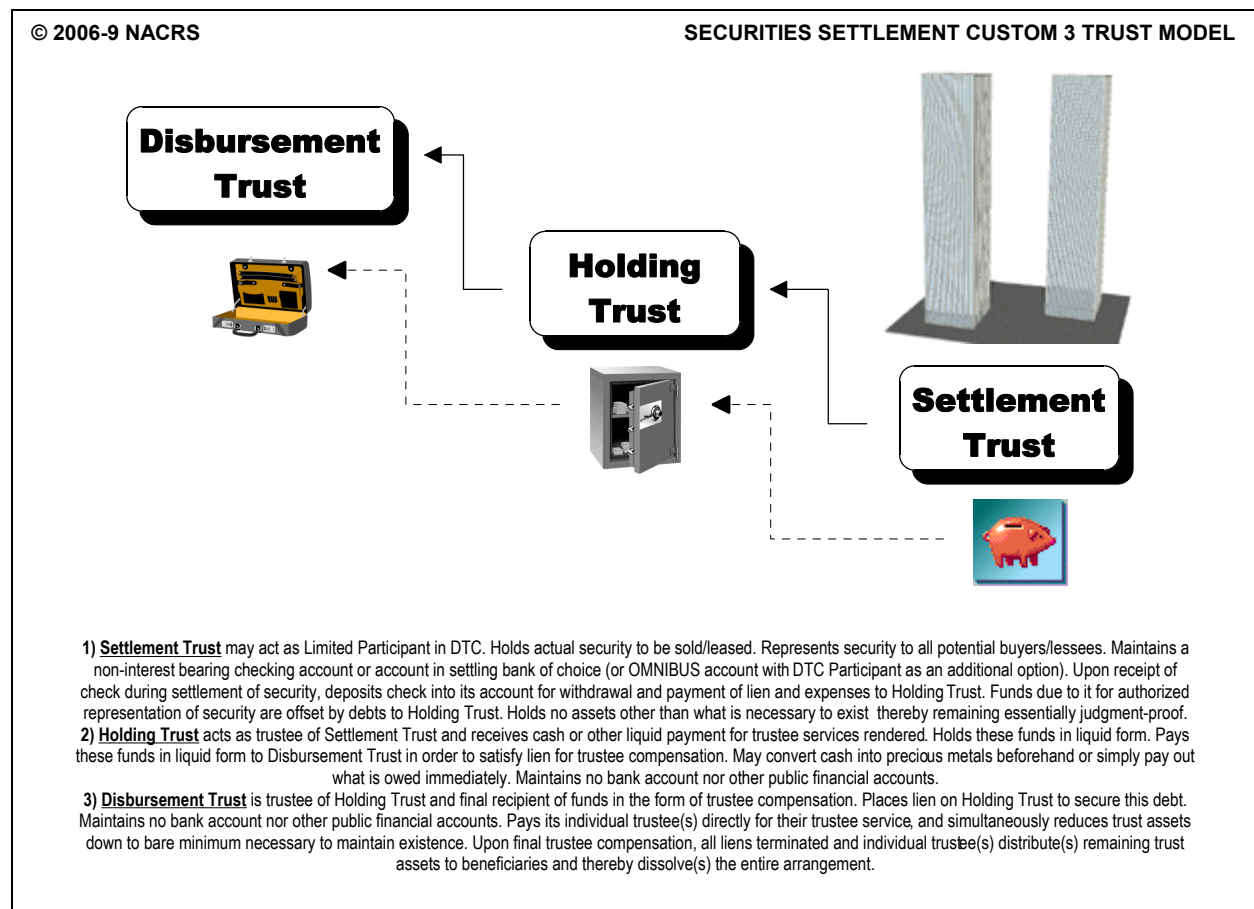 © 2006-9 NACRS
SECURITIES SETTLEMENT CUSTOM 3 TRUST MODEL
Disbursement
Trust
Holding
Trust
Settlement
Trust
1) Settlement Trust may act as Limited Participant in DTC. Holds actual security to be sold/leased. Represents security to all potential buyers/lessees. Maintains a
non-interest bearing checking account or account in settling bank of choice (or OMNIBUS account with DTC Participant as an additional option). Upon receipt of
check during settlement of security, deposits check into its account for withdrawal and payment of lien and expenses to Holding Trust. Funds due to it for authorized
representation of security are offset by debts to Holding Trust. Holds no assets other than what is necessary to exist thereby remaining essentially judgment-proof.
2) Holding Trust acts as trustee of Settlement Trust and receives cash or other liquid payment for trustee services rendered. Holds these funds in liquid form. Pays
these funds in liquid form to Disbursement Trust in order to satisfy lien for trustee compensation. May convert cash into precious metals beforehand or simply pay out
what is owed immediately. Maintains no bank account nor other public financial accounts.
3) Disbursement Trust is trustee of Holding Trust and final recipient of funds in the form of trustee compensation. Places lien on Holding Trust to secure this debt.
Maintains no bank account nor other public financial accounts. Pays its individual trustee(s) directly for their trustee service, and simultaneously reduces trust assets
down to bare minimum necessary to maintain existence. Upon final trustee compensation, all liens terminated and individual trustee(s) distribute(s) remaining trust
assets to beneficiaries and thereby dissolve(s) the entire arrangement.